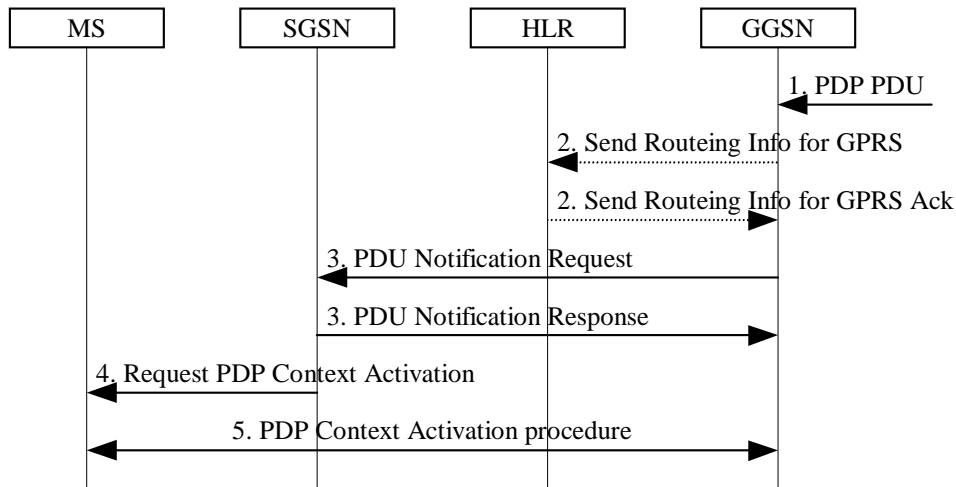 MS
SGSN
HLR
GGSN
1. PDP PDU
2. Send Routeing Info for GPRS
2. Send Routeing Info for GPRS Ack
3. PDU Notification Request
3. PDU Notification Response
4. Request PDP Context Activation
5. PDP Context Activation procedure